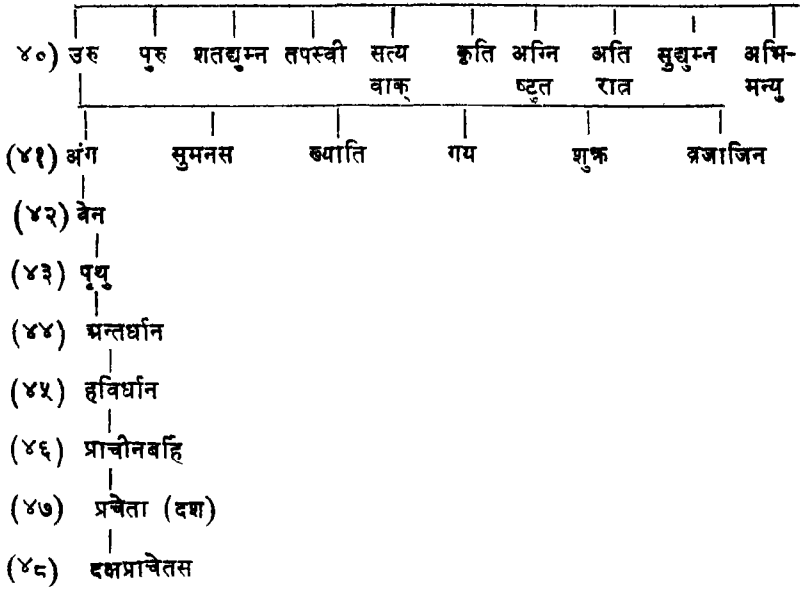 ४०) उरु पुरु शतद्युम्न तपस्वी सत्य कृति अग्नि अति सुद्युम्न अभि-
वाक् ष्टुत रात्र मन्यु
(४१) अंग सुमनस ख्याति गय शुक्र व्रजाजिन
(४२) वेन
(४३) पृथु
(४४) अन्तर्धान
(४५) हविर्धान
(४६) प्राचीनबर्हि
(४७) प्रचेता (दश)
(४८) दक्षप्राचेतस